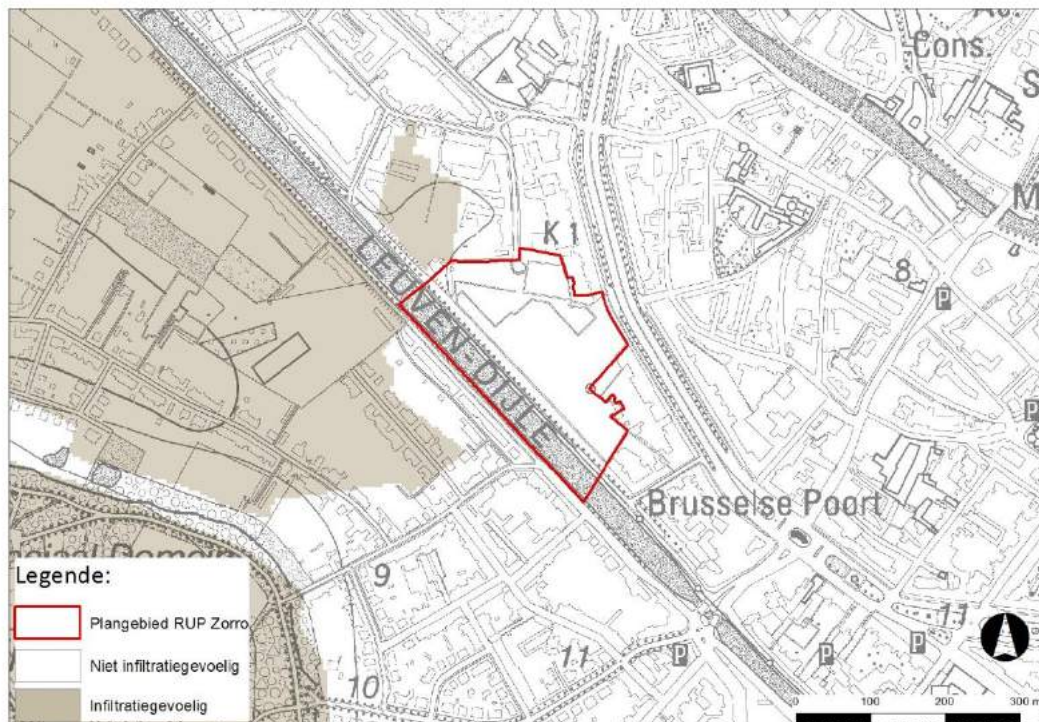 Cons.
S
M
K 1
8
P
LEUVEN-DIJLE
P
Brusselse Poort
9
11
11
10
P
P
P
Legende:
Plangebied RUP Zorro
Niet infiltratiegevoelig
Infiltratiegevoelig
0 100 200 300 m